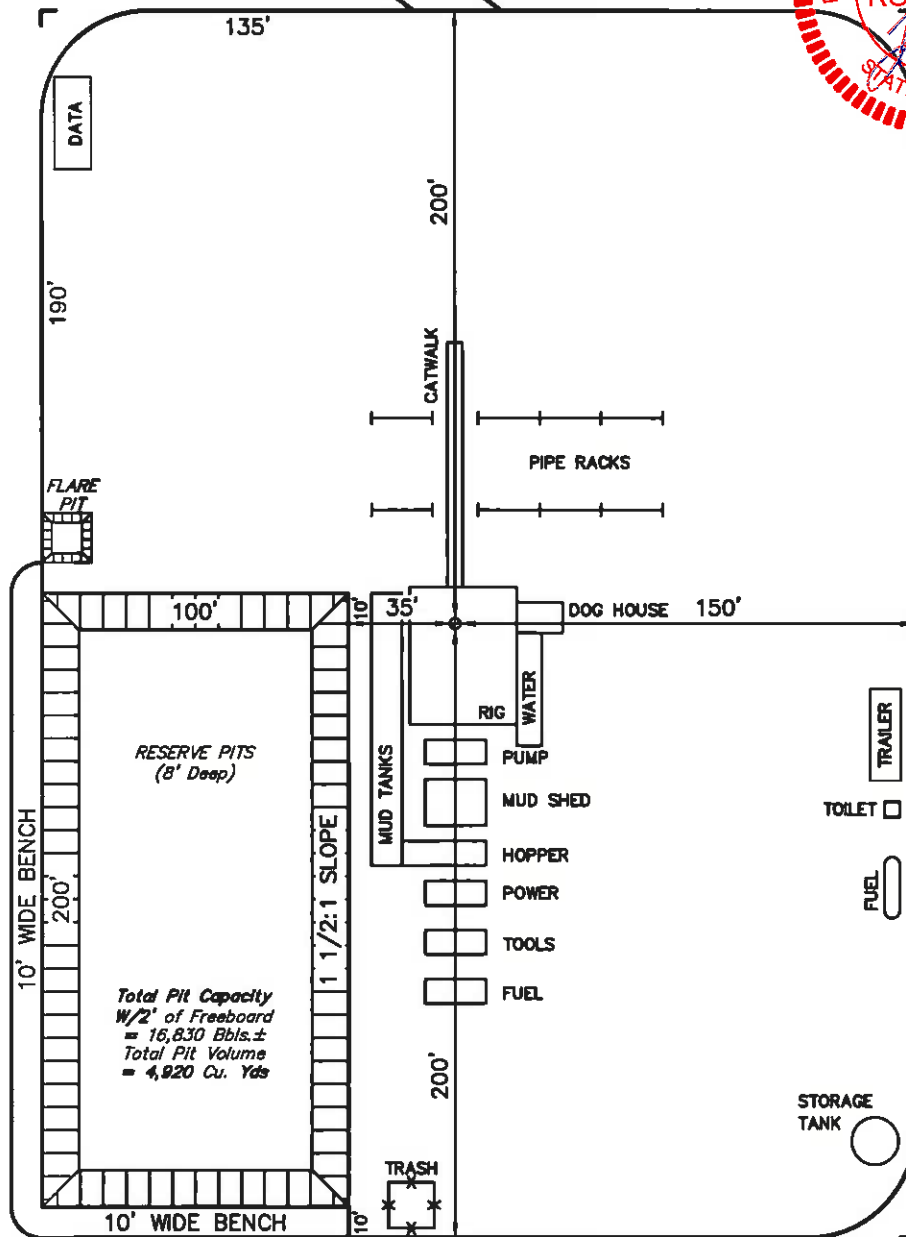 135'
DATA
200'
190'
CATWALK
PIPE RACKS
FLARE
PIT
100'
10'
35'
DOG HOUSE
150'
WATER
RIG
RESERVE PITS
(8' Deep)
MUD TANKS
PUMP
MUD SHED
HOPPER
POWER
TOOLS
FUEL
TRAILER
TOILET
FUEL
10' WIDE BENCH
200'
1 1/2:1 SLOPE
Total Pit Capacity
W/2' of Freeboard
= 16,830 Bbls.±
Total Pit Volume
= 4,920 Cu. Yds
200'
STORAGE
TANK
TRASH
10' WIDE BENCH
10'